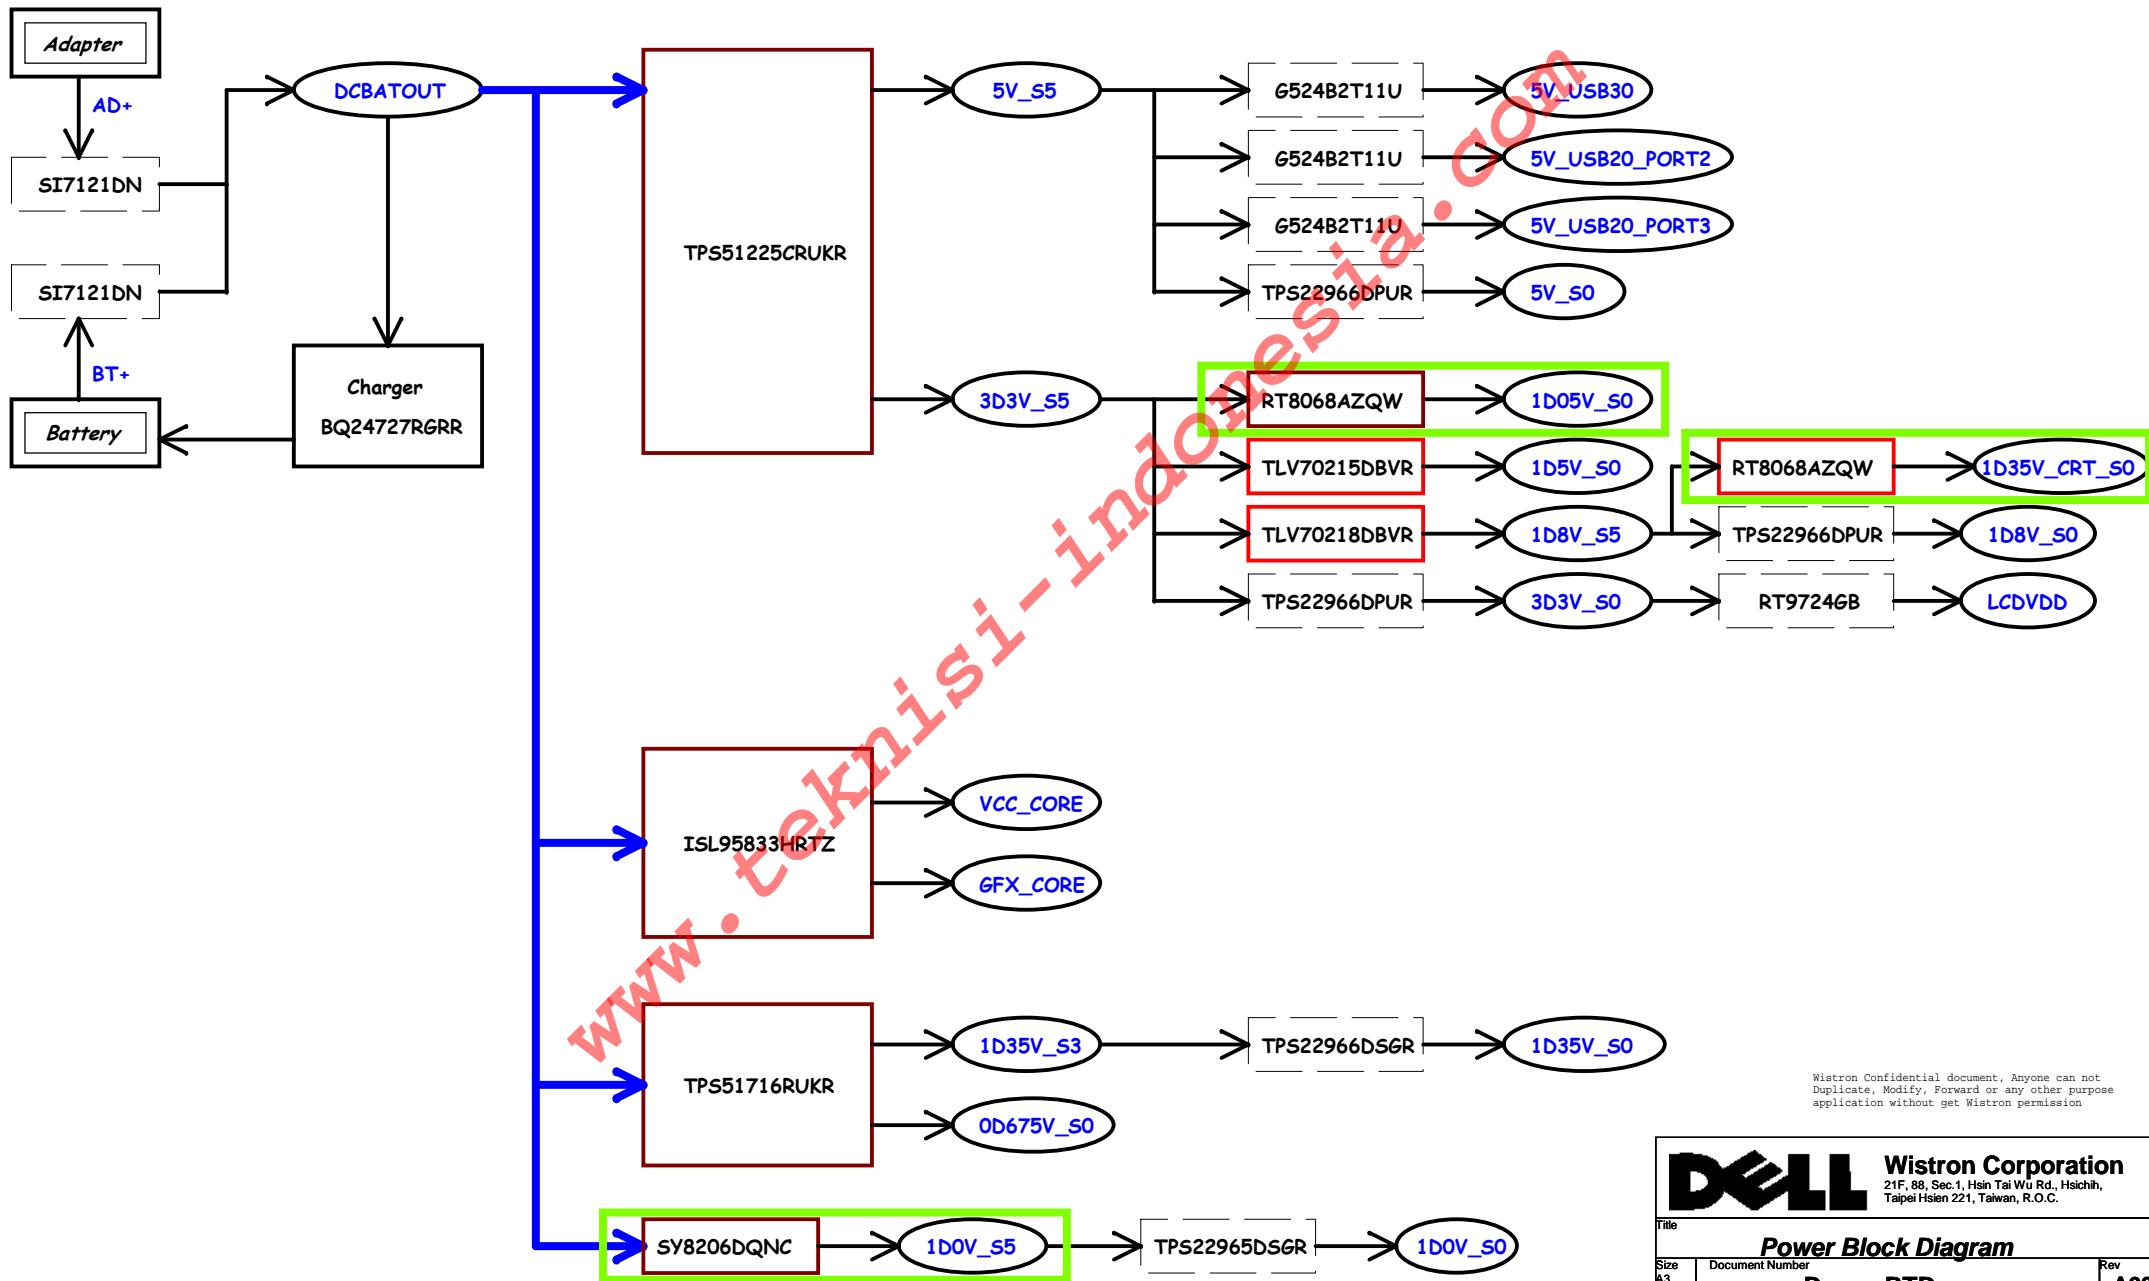 Adapter
AD+
SI7121DN
SI7121DN
BT+
Battery
DCBATOUT
Charger
BQ24727RGRR
TPS51225CRUKR
5V_S5
G524B2T11U
5V_USB30
G524B2T11U
5V_USB20_PORT2
G524B2T11U
5V_USB20_PORT3
TPS22966DPUR
5V_S0
3D3V_S5
RT8068AZQW
1D05V_S0
TLV70215DBVR
1D5V_S0
RT8068AZQW
1D35V_CRT_S0
TLV70218DBVR
1D8V_S5
TPS22966DPUR
1D8V_S0
TPS22966DPUR
3D3V_S0
RT9724GB
LCDVDD
ISL95833HRTZ
VCC_CORE
GFX_CORE
TPS51716RUKR
1D35V_S3
TPS22966DSGR
1D35V_S0
0D675V_S0
SY8206DQNC
1D0V_S5
TPS22965DSGR
1D0V_S0
www.teknisi-indonesia.com
Wistron Confidential document, Anyone can not
Duplicate, Modify, Forward or any other purpose
application without get Wistron permission
DELL
Wistron Corporation
21F, 88, Sec.1, Hsin Tai Wu Rd., Hsichih,
Taipei Hsien 221, Taiwan, R.O.C.
Title
Power Block Diagram
Size
A3
Document Number
Rev